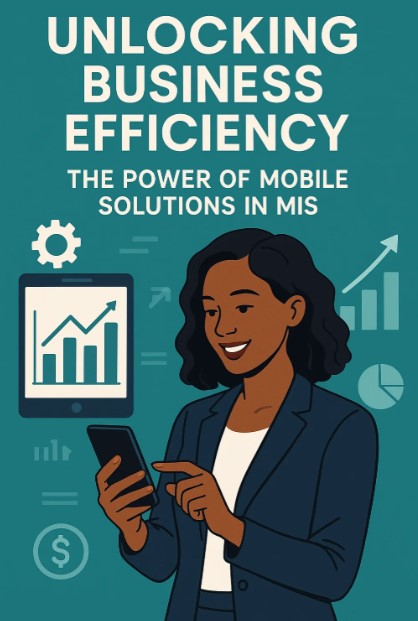 UNLOCKING
BUSINESS
EFFICIENCY
THE POWER OF MOBILE
SOLUTIONS IN MIS
$